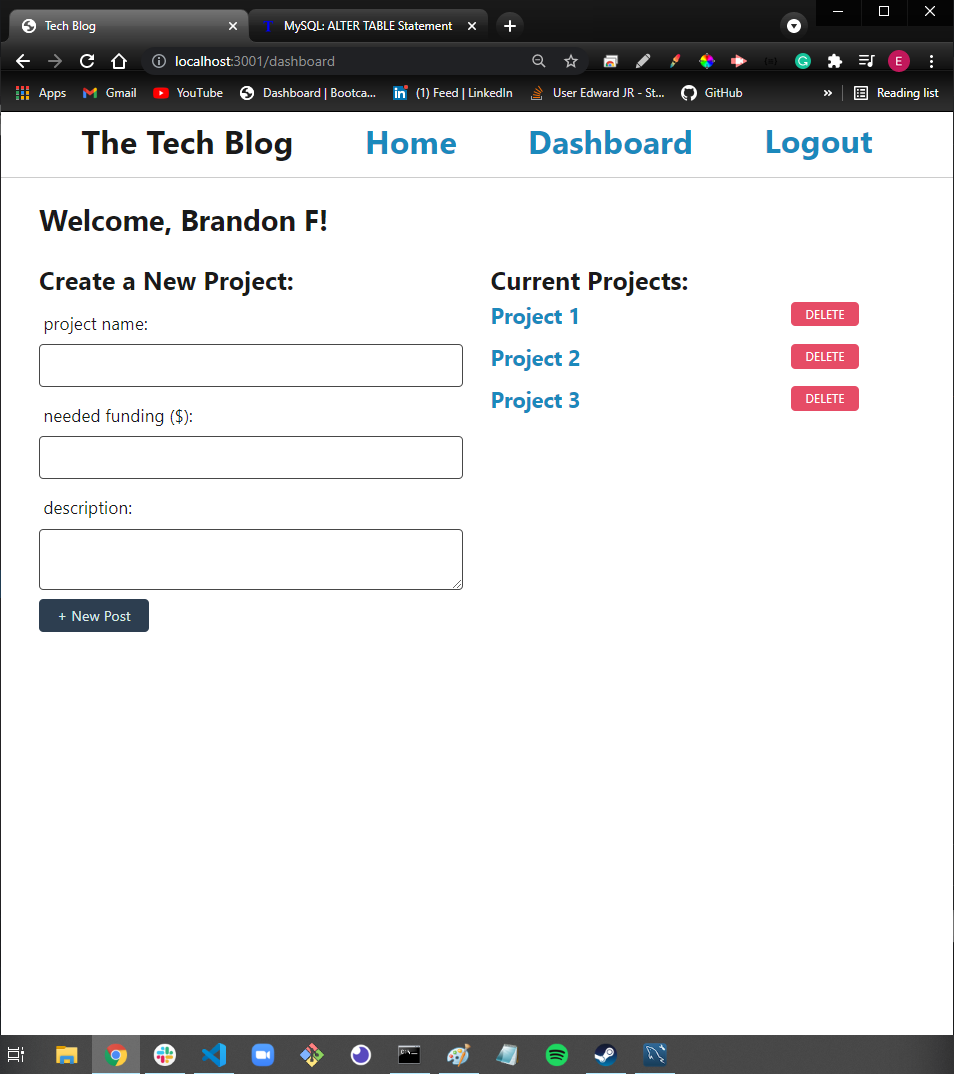 Tech Blog
MySQL: ALTER TABLE Statement
localhost:3001/dashboard
E
Apps
Gmail
YouTube
Dashboard | Bootca...
(1) Feed | LinkedIn
User Edward JR - St...
GitHub
»
Reading list
The Tech Blog
Home
Dashboard
Logout
Welcome, Brandon F!
Create a New Project:
project name:
needed funding ($):
description:
+ New Post
Current Projects:
Project 1
DELETE
Project 2
DELETE
Project 3
DELETE